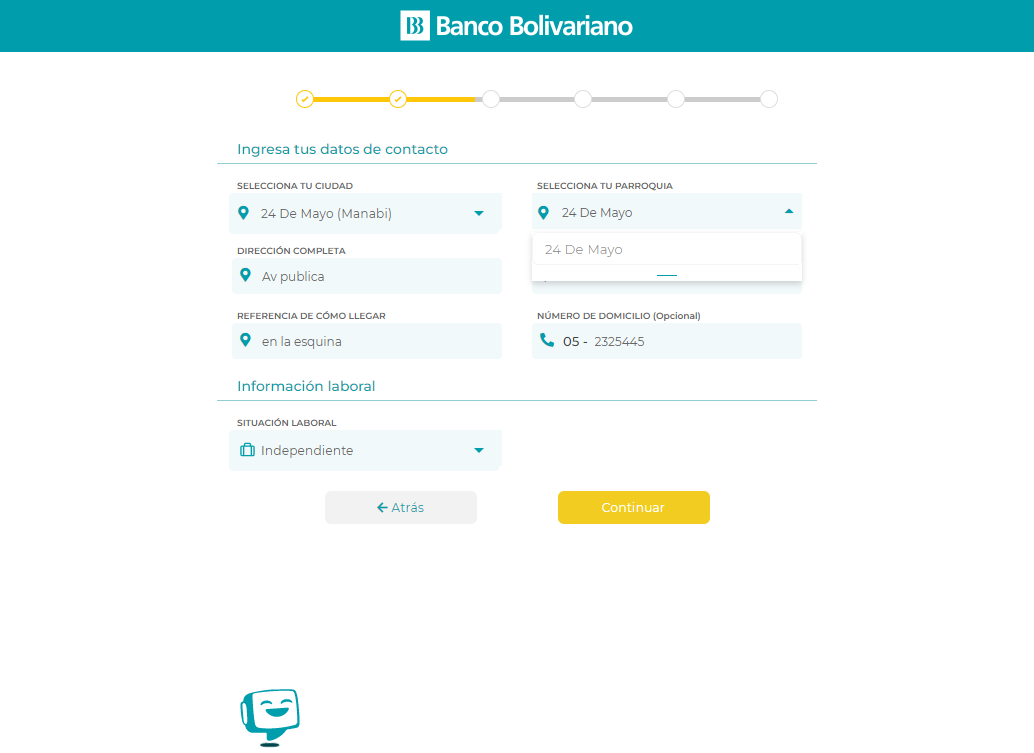 Banco Bolivariano
Ingresa tus datos de contacto
SELECCIONA TU CIUDAD
24 De Mayo (Manabi)
SELECCIONA TU PARROQUIA
24 De Mayo
24 De Mayo
DIRECCIÓN COMPLETA
Av publica
REFERENCIA DE CÓMO LLEGAR
en la esquina
NÚMERO DE DOMICILIO (Opcional)
05 - 2325445
Información laboral
SITUACIÓN LABORAL
Independiente
Atrás
Continuar